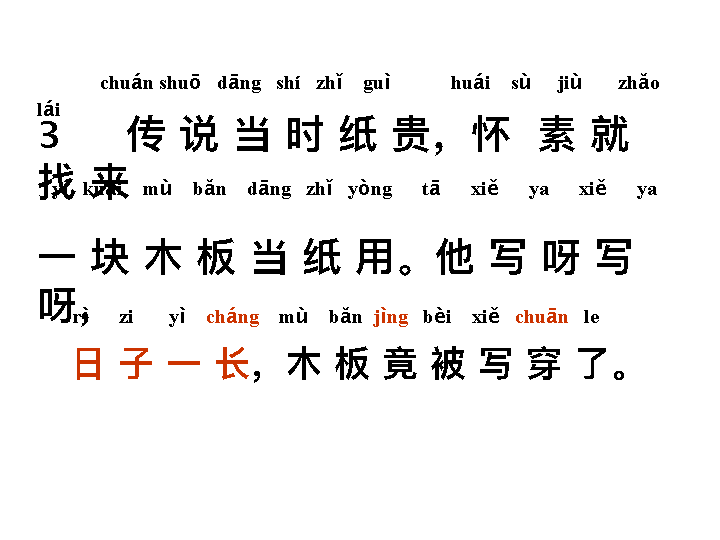 chuán shuō dāng shí zhǐ guì huái sù jiù zhǎo
lái
3 传 说 当 时 纸 贵，怀 素 就
找 来
mù bǎn dāng zhǐ yòng tā xiě ya xiě ya
一 块 木 板 当 纸 用。他 写 呀 写
呀，
rì zi yì cháng mù bǎn jìng bèi xiě chuān le
日 子 一 长，木 板 竟 被 写 穿 了。